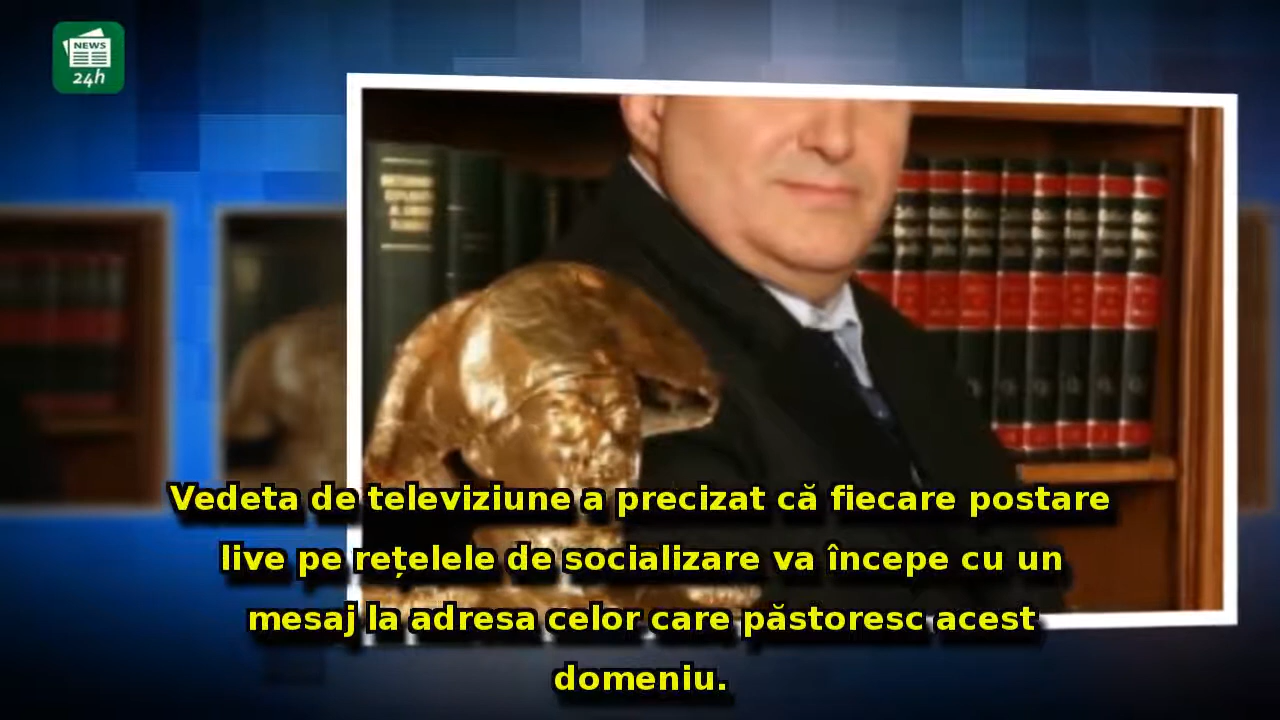 NEWS
24h
Vedeta de televiziune a precizat că fiecare postare
live pe rețelele de socializare va începe cu un
mesaj la adresa celor care păstoresc acest
domeniu.